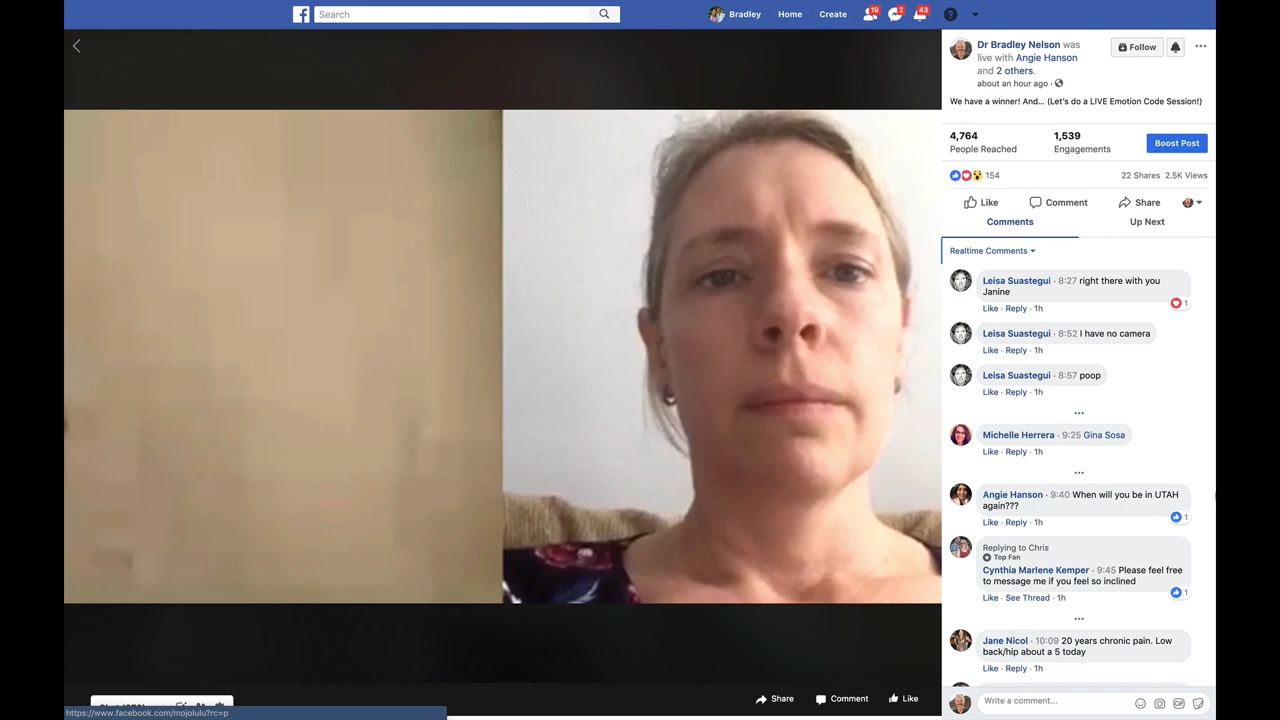 Search
Bradley
Home
Create
19
2
43
Dr Bradley Nelson was
live with Angie Hanson
and 2 others.
about an hour ago ·
Follow
We have a winner! And... (Let's do a LIVE Emotion Code Session!)
4,764
People Reached
1,539
Engagements
Boost Post
154
22 Shares 2.5K Views
Like
Comment
Share
Comments
Up Next
Realtime Comments
Leisa Suastegui · 8:27 right there with you
Janine
1
Like · Reply · 1h
Leisa Suastegui · 8:52 I have no camera
Like · Reply · 1h
Leisa Suastegui · 8:57 poop
Like · Reply · 1h
Michelle Herrera · 9:25 Gina Sosa
Like · Reply · 1h
Angie Hanson · 9:40 When will you be in UTAH
again???
1
Like · Reply · 1h
Replying to Chris
Top Fan
Cynthia Marlene Kemper · 9:45 Please feel free
to message me if you feel so inclined
1
Like · See Thread · 1h
Jane Nicol · 10:09 20 years chronic pain. Low
back/hip about a 5 today
Like · Reply · 1h
Write a comment...
Share
Comment
Like
https://www.facebook.com/mojolulu?rc=p